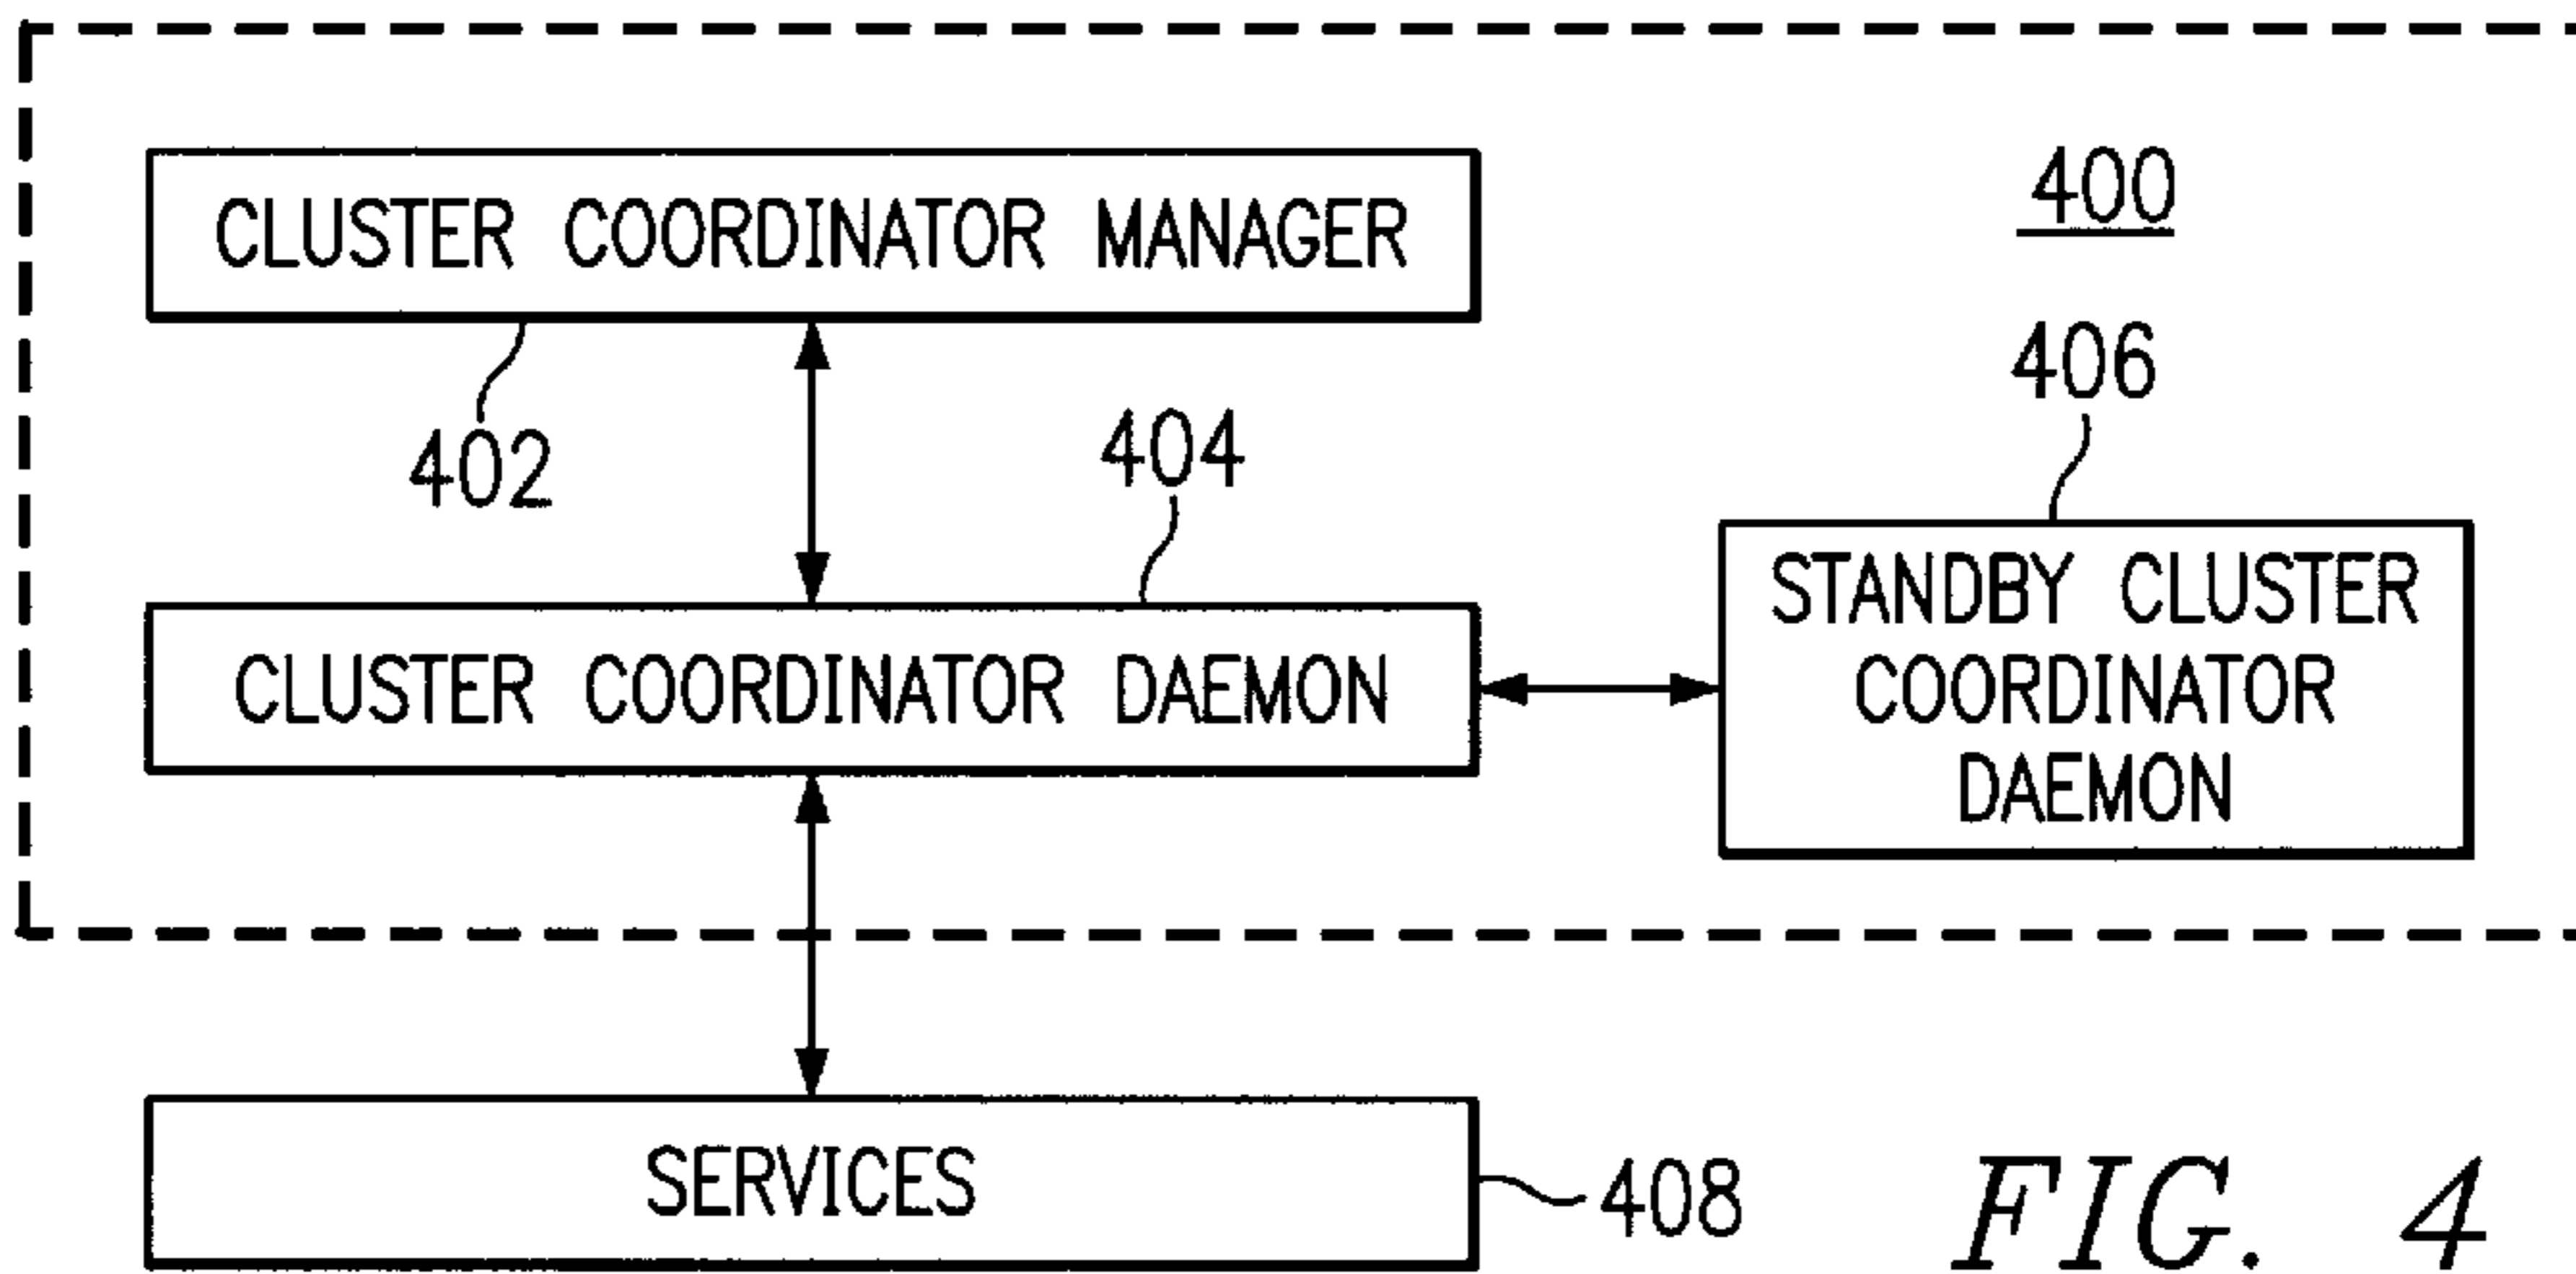 CLUSTER COORDINATOR MANAGER
400
402
404
406
CLUSTER COORDINATOR DAEMON
STANDBY CLUSTER
COORDINATOR
DAEMON
SERVICES
408
FIG. 4